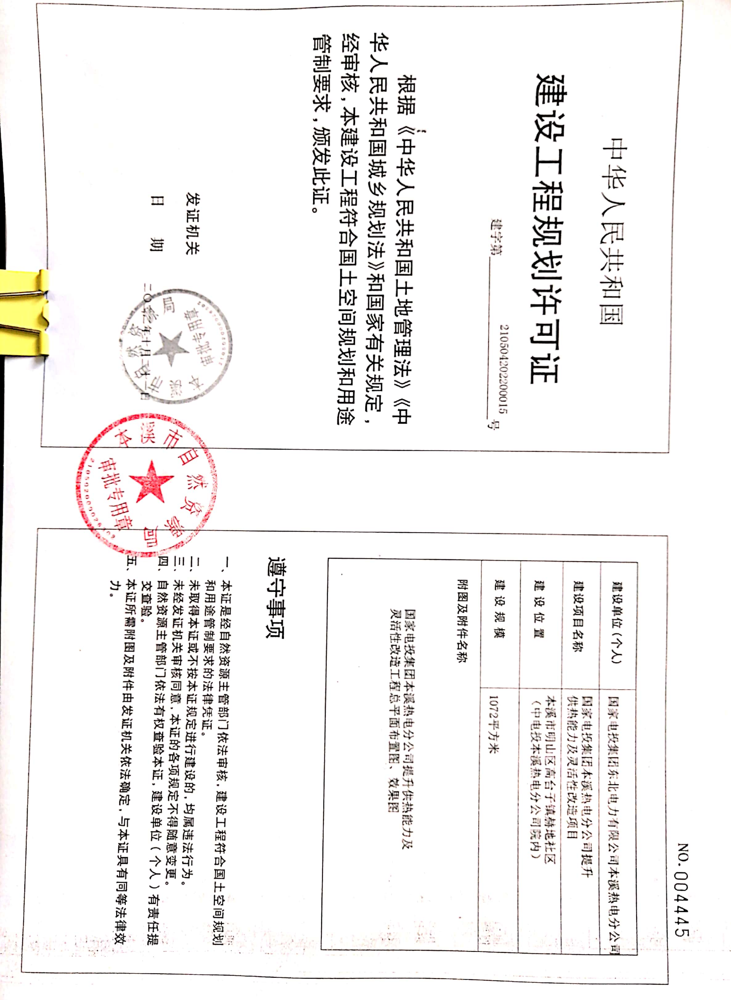 中华人民共和国
建设工程规划许可证
建字第 210504202200015 号
根据《中华人民共和国土地管理法》《中
华人民共和国城乡规划法》和国家有关规定，
经审核，本建设工程符合国土空间规划和用途
管制要求，颁发此证。
发证机关
日 期
本溪市自然资源局
审批专用章
本溪市自然资源局
审批专用章
NO. 004445
建设单位(个人) 国家电投集团东北电力有限公司本溪热电分公司
建设项目名称 国家电投集团本溪热电分公司提升
供热能力及灵活性改造项目
建设位置 本溪市明山区高台子镇赫地社区
（中电投本溪热电分公司院内）
建设规模 1072平方米
附图及附件名称
国家电投集团本溪热电分公司提升供热能力及
灵活性改造工程总平面布置图、效果图
遵守事项
一、本证是经自然资源主管部门依法审核，建设工程符合国土空间规划
和用途管制要求的法律凭证。
二、未取得本证或不按本证规定进行建设的，均属违法行为。
三、未经发证机关审核同意，本证的各项规定不得随意变更。
四、自然资源主管部门依法有权查验本证，建设单位（个人）有责任提
交查验。
五、本证所需附图及附件由发证机关依法确定，与本证具有同等法律效
力。